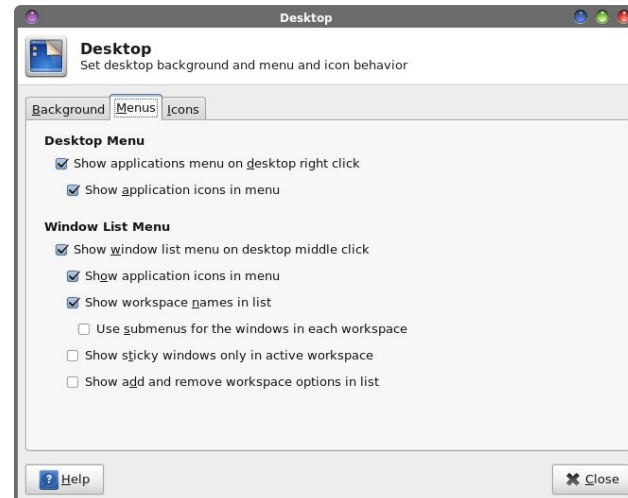 Desktop
Desktop
Set desktop background and menu and icon behavior
Background Menus Icons
Desktop Menu
Show applications menu on desktop right click
Show application icons in menu
Window List Menu
Show window list menu on desktop middle click
Show application icons in menu
Show workspace names in list
Use submenus for the windows in each workspace
Show sticky windows only in active workspace
Show add and remove workspace options in list
? Help
Close